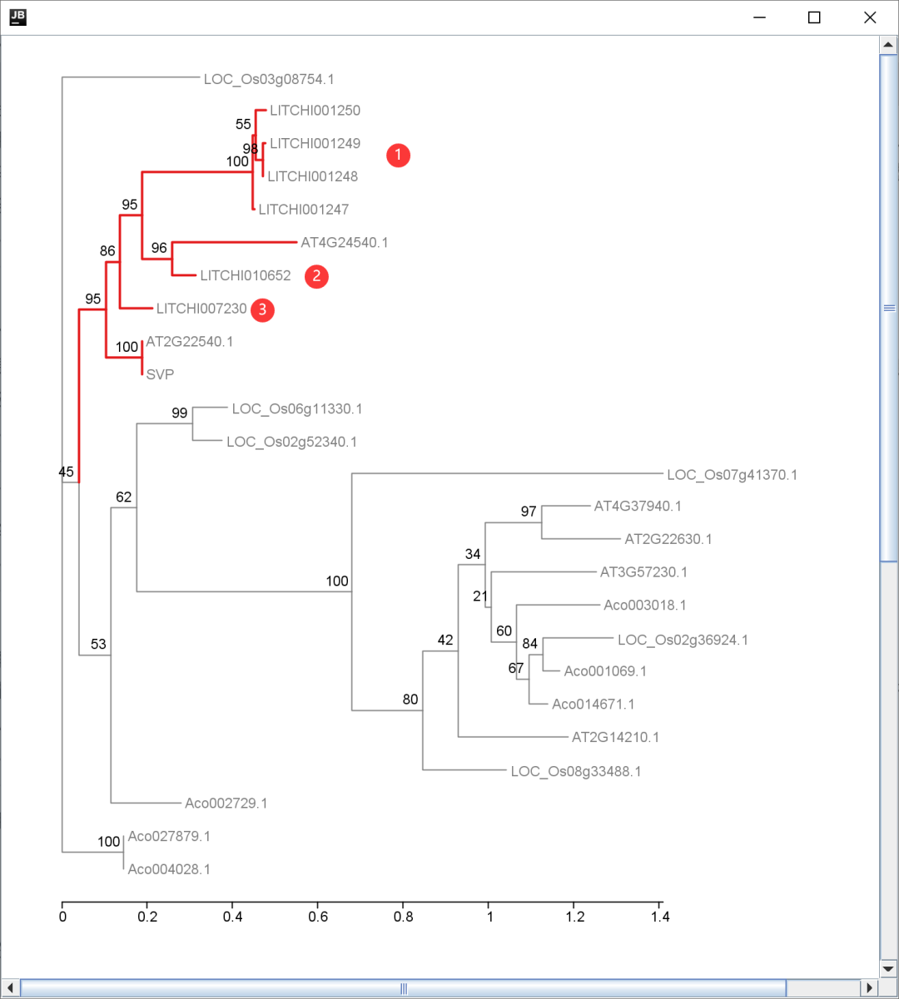 JB
LOC_Os03g08754.1
LITCHI001250
55
LITCHI001249
98
1
100
LITCHI001248
95
LITCHI001247
96
AT4G24540.1
86
LITCHI010652
2
95
LITCHI007230
3
100
AT2G22540.1
SVP
99
LOC_Os06g11330.1
LOC_Os02g52340.1
45
LOC_Os07g41370.1
62
97
AT4G37940.1
AT2G22630.1
34
AT3G57230.1
100
21
Aco003018.1
60
53
42
84
LOC_Os02g36924.1
67
Aco001069.1
80
Aco014671.1
AT2G14210.1
LOC_Os08g33488.1
Aco002729.1
100
Aco027879.1
Aco004028.1
0 0.2 0.4 0.6 0.8 1 1.2 1.4